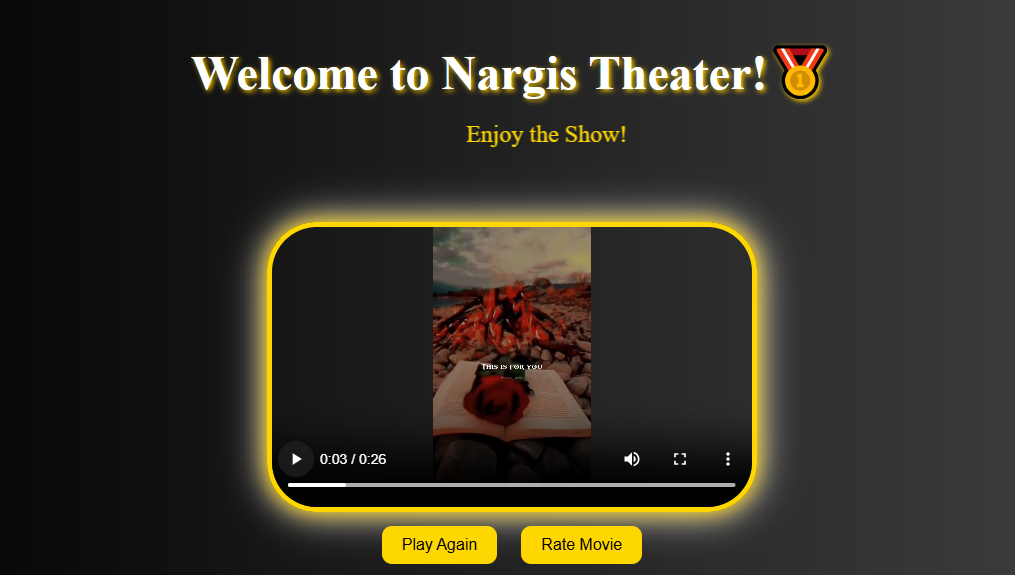 Welcome to Nargis Theater!
Enjoy the Show!
THIS IS FOR YOU
0:03 / 0:26
Play Again
Rate Movie